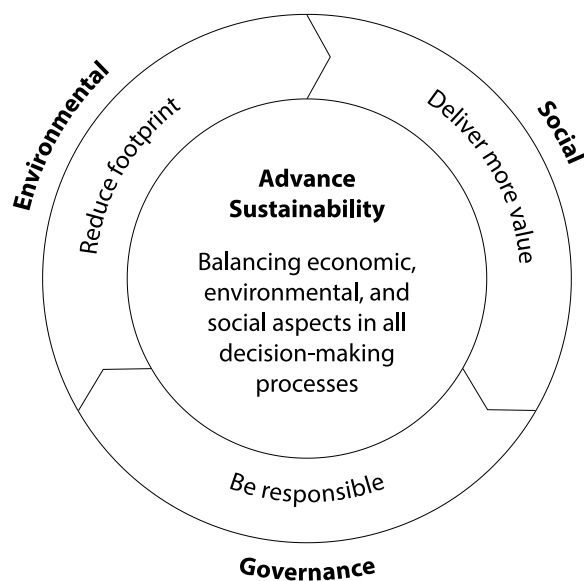 Environmental
Reduce footprint
Social
Deliver more value
Advance
Sustainability
Balancing economic,
environmental, and
social aspects in all
decision-making
processes
Be responsible
Governance